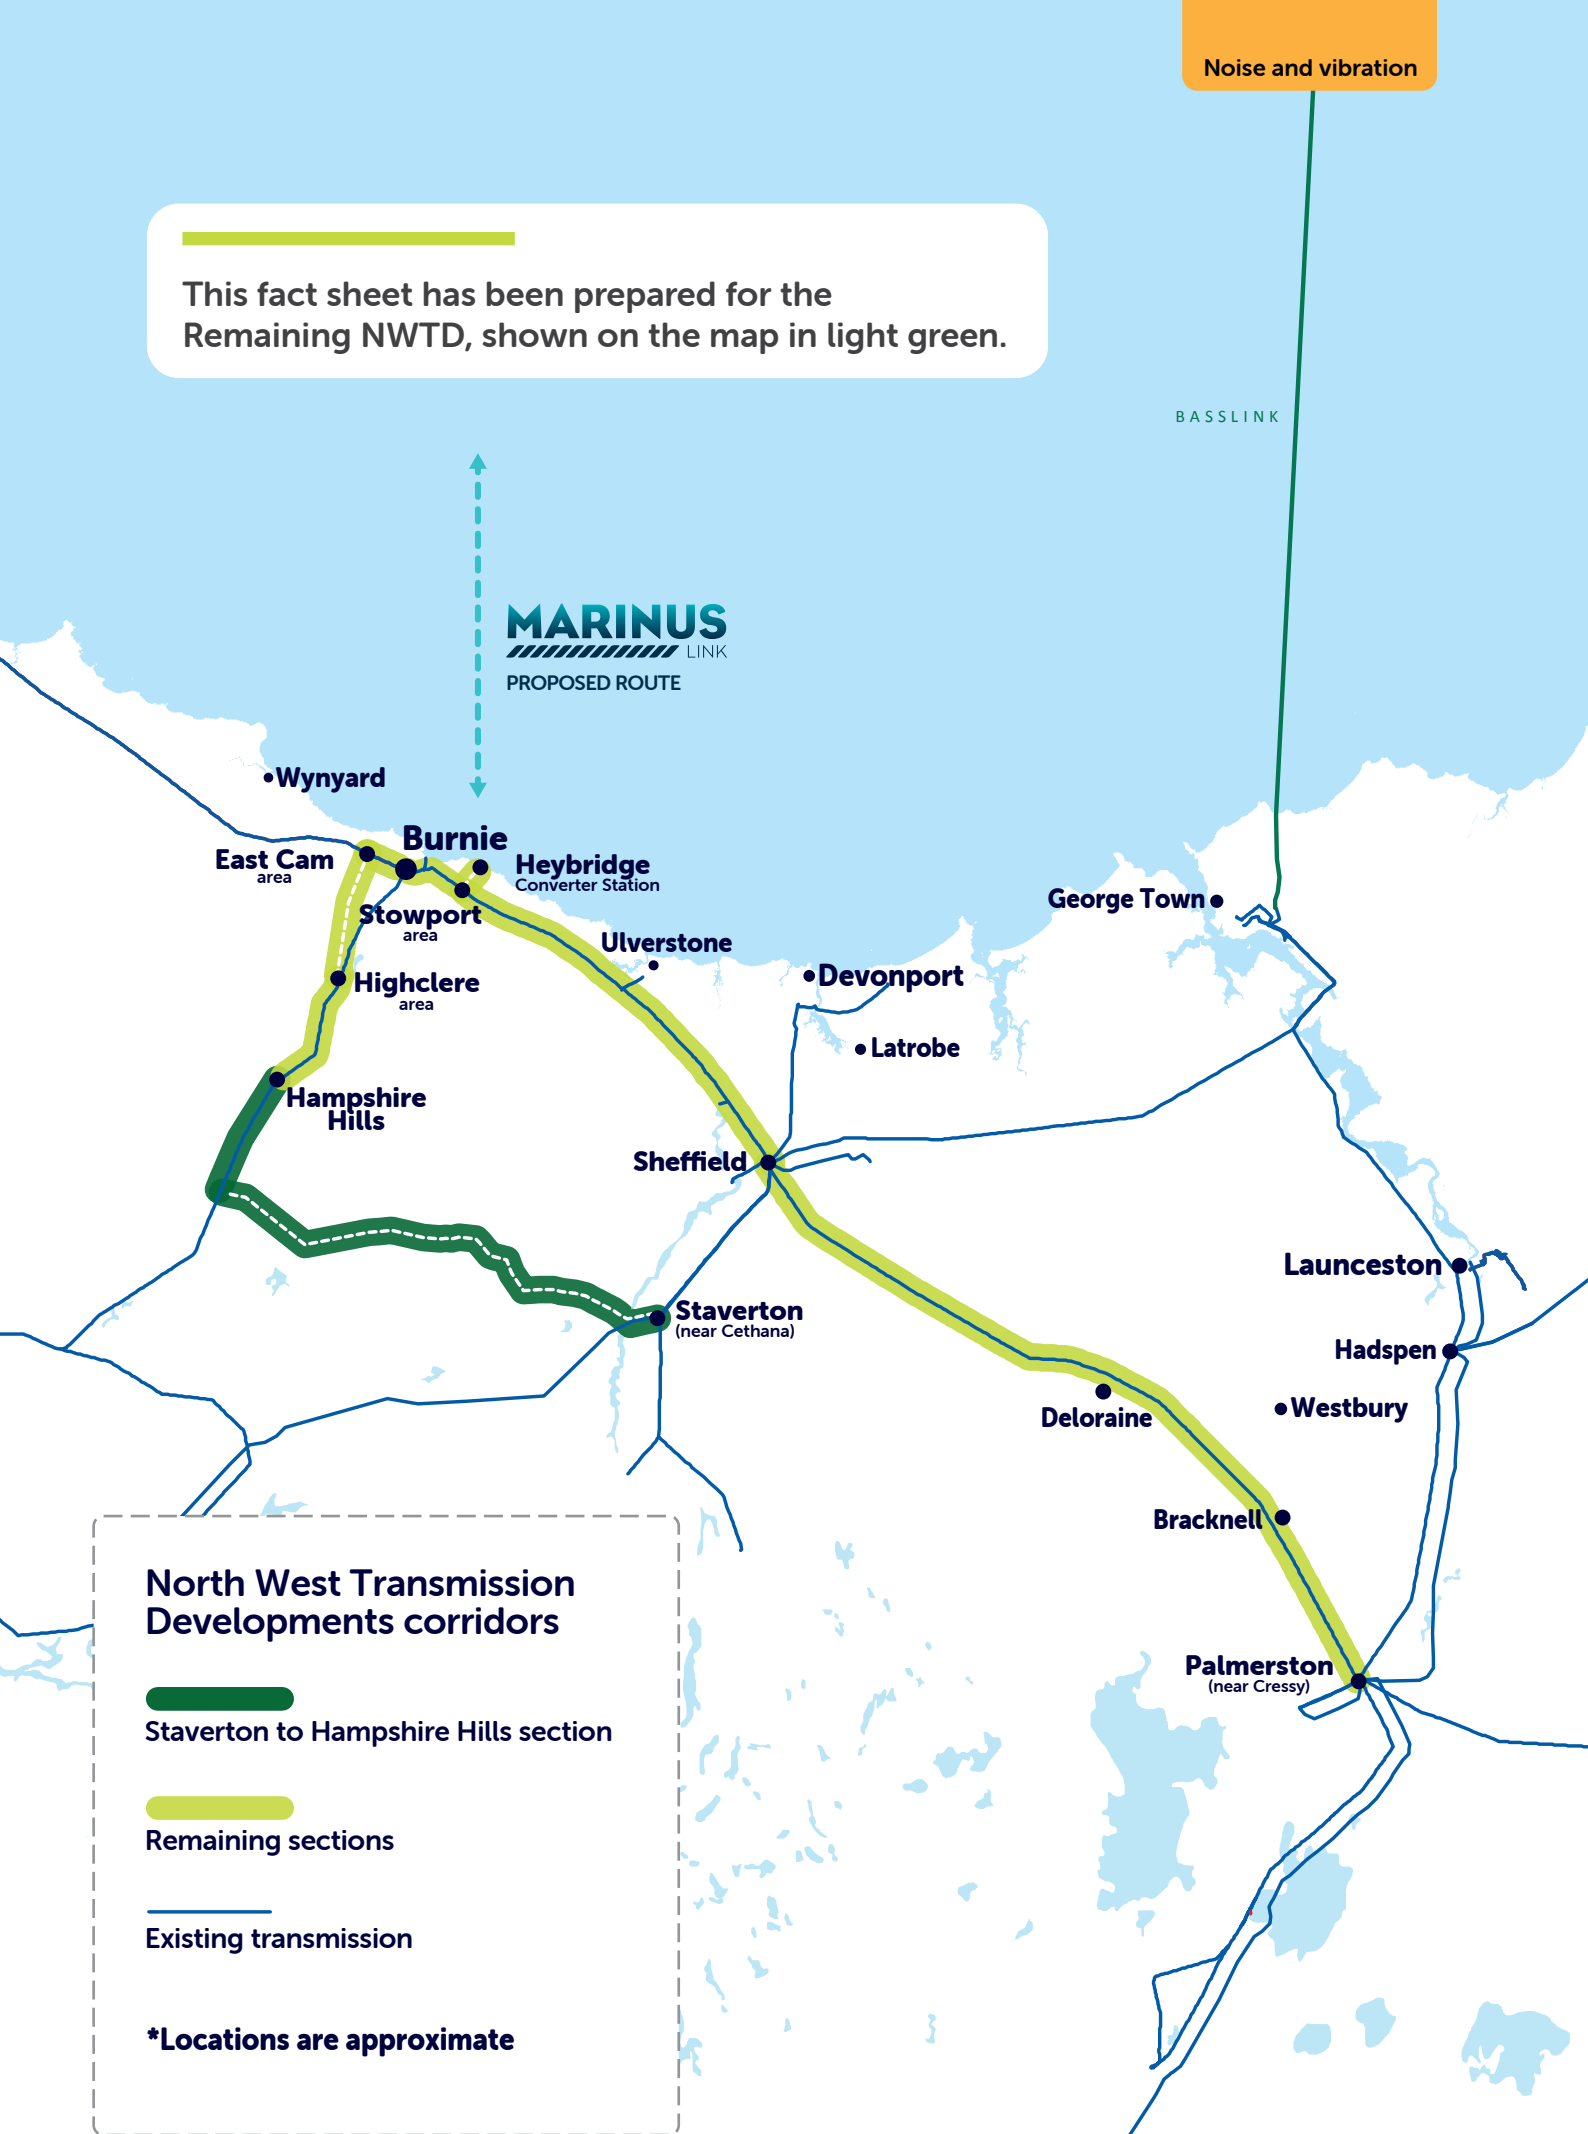 Noise and vibration
This fact sheet has been prepared for the
Remaining NWTD, shown on the map in light green.
BASSLINK
MARINUS
LINK
PROPOSED ROUTE
Wynyard
Burnie
East Cam
area
Heybridge
Converter Station
George Town
Stowport
area
Ulverstone
Devonport
Highclere
area
Latrobe
Hampshire
Hills
Sheffield
Launceston
Staverton
(near Cethana)
Hadspen
Westbury
Deloraine
Bracknell
Palmerston
(near Cressy)
North West Transmission
Developments corridors
Staverton to Hampshire Hills section
Remaining sections
Existing transmission
*Locations are approximate